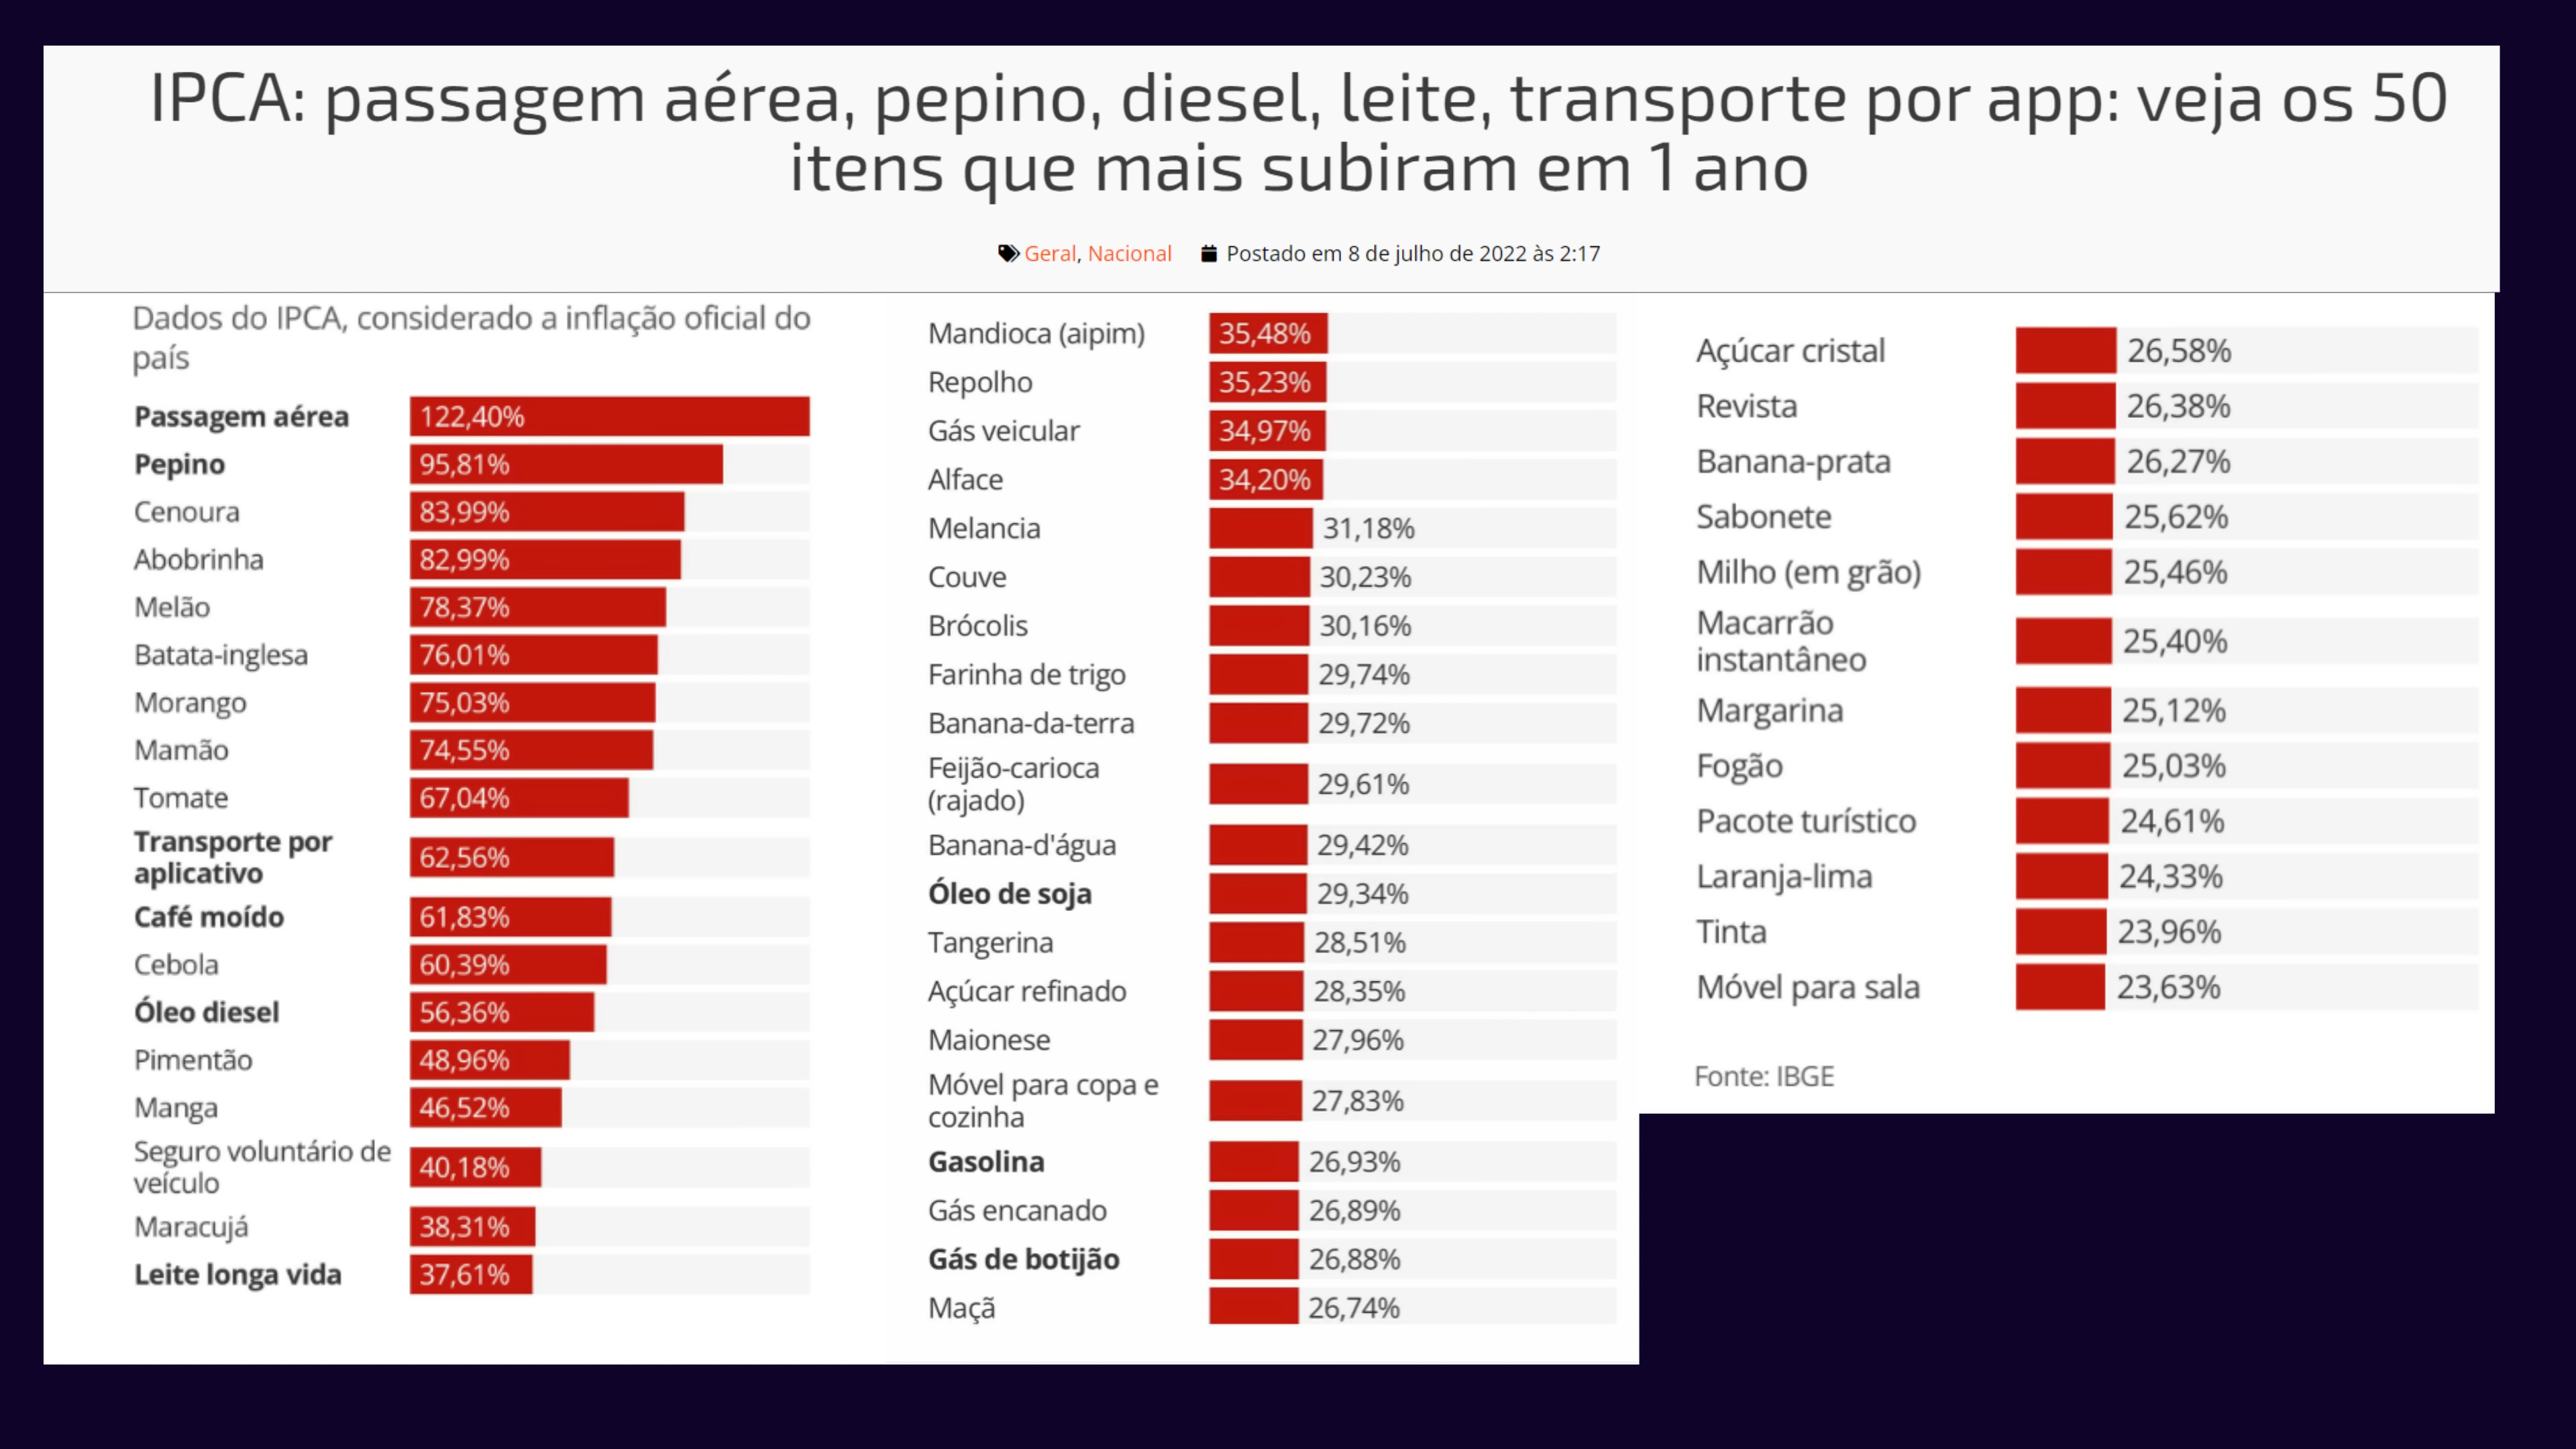 IPCA: passagem aérea, pepino, diesel, leite, transporte por app: veja os 50
itens que mais subiram em 1 ano
Geral, Nacional Postado em 8 de julho de 2022 às 2:17
Dados do IPCA, considerado a inflação oficial do
país
Passagem aérea 122,40%
Pepino 95,81%
Cenoura 83,99%
Abobrinha 82,99%
Melão 78,37%
Batata-inglesa 76,01%
Morango 75,03%
Mamão 74,55%
Tomate 67,04%
Transporte por
aplicativo 62,56%
Café moído 61,83%
Cebola 60,39%
Óleo diesel 56,36%
Pimentão 48,96%
Manga 46,52%
Seguro voluntário de
veículo 40,18%
Maracujá 38,31%
Leite longa vida 37,61%
Mandioca (aipim) 35,48%
Repolho 35,23%
Gás veicular 34,97%
Alface 34,20%
Melancia 31,18%
Couve 30,23%
Brócolis 30,16%
Farinha de trigo 29,74%
Banana-da-terra 29,72%
Feijão-carioca
(rajado) 29,61%
Banana-d'água 29,42%
Óleo de soja 29,34%
Tangerina 28,51%
Açúcar refinado 28,35%
Maionese 27,96%
Móvel para copa e
cozinha 27,83%
Gasolina 26,93%
Gás encanado 26,89%
Gás de botijão 26,88%
Maçã 26,74%
Açúcar cristal 26,58%
Revista 26,38%
Banana-prata 26,27%
Sabonete 25,62%
Milho (em grão) 25,46%
Macarrão
instantâneo 25,40%
Margarina 25,12%
Fogão 25,03%
Pacote turístico 24,61%
Laranja-lima 24,33%
Tinta 23,96%
Móvel para sala 23,63%
Fonte: IBGE